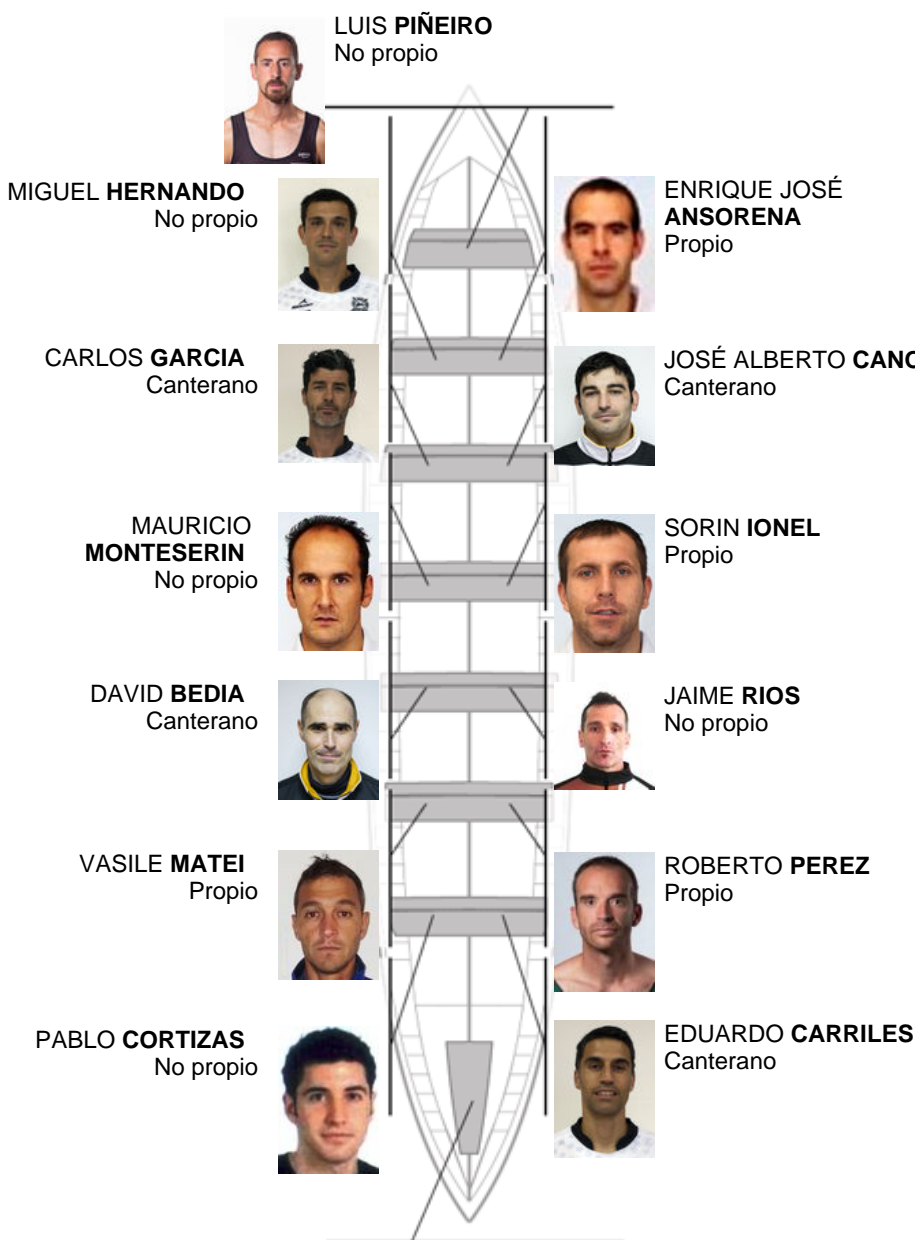 LUIS PIÑEIRO
No propio
MIGUEL HERNANDO
No propio
ENRIQUE JOSÉ
ANSORENA
Propio
CARLOS GARCIA
Canterano
JOSÉ ALBERTO CANO
Canterano
MAURICIO
MONTESERIN
No propio
SORIN IONEL
Propio
DAVID BEDIA
Canterano
JAIME RIOS
No propio
VASILE MATEI
Propio
ROBERTO PEREZ
Propio
PABLO CORTIZAS
No propio
EDUARDO CARRILES
Canterano